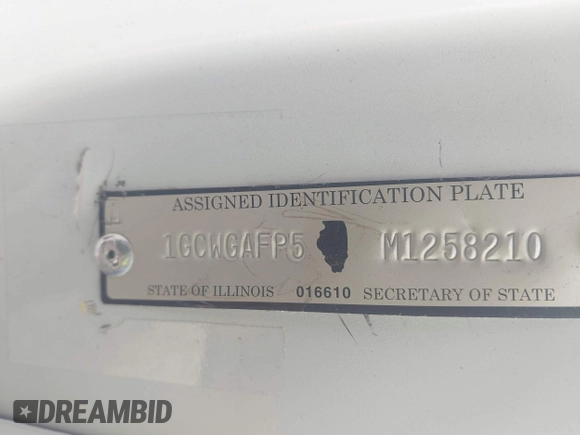 ASSIGNED IDENTIFICATION PLATE
1GCWGAFP5 M1258210
STATE OF ILLINOIS 016610 SECRETARY OF STATE
DREAMBID